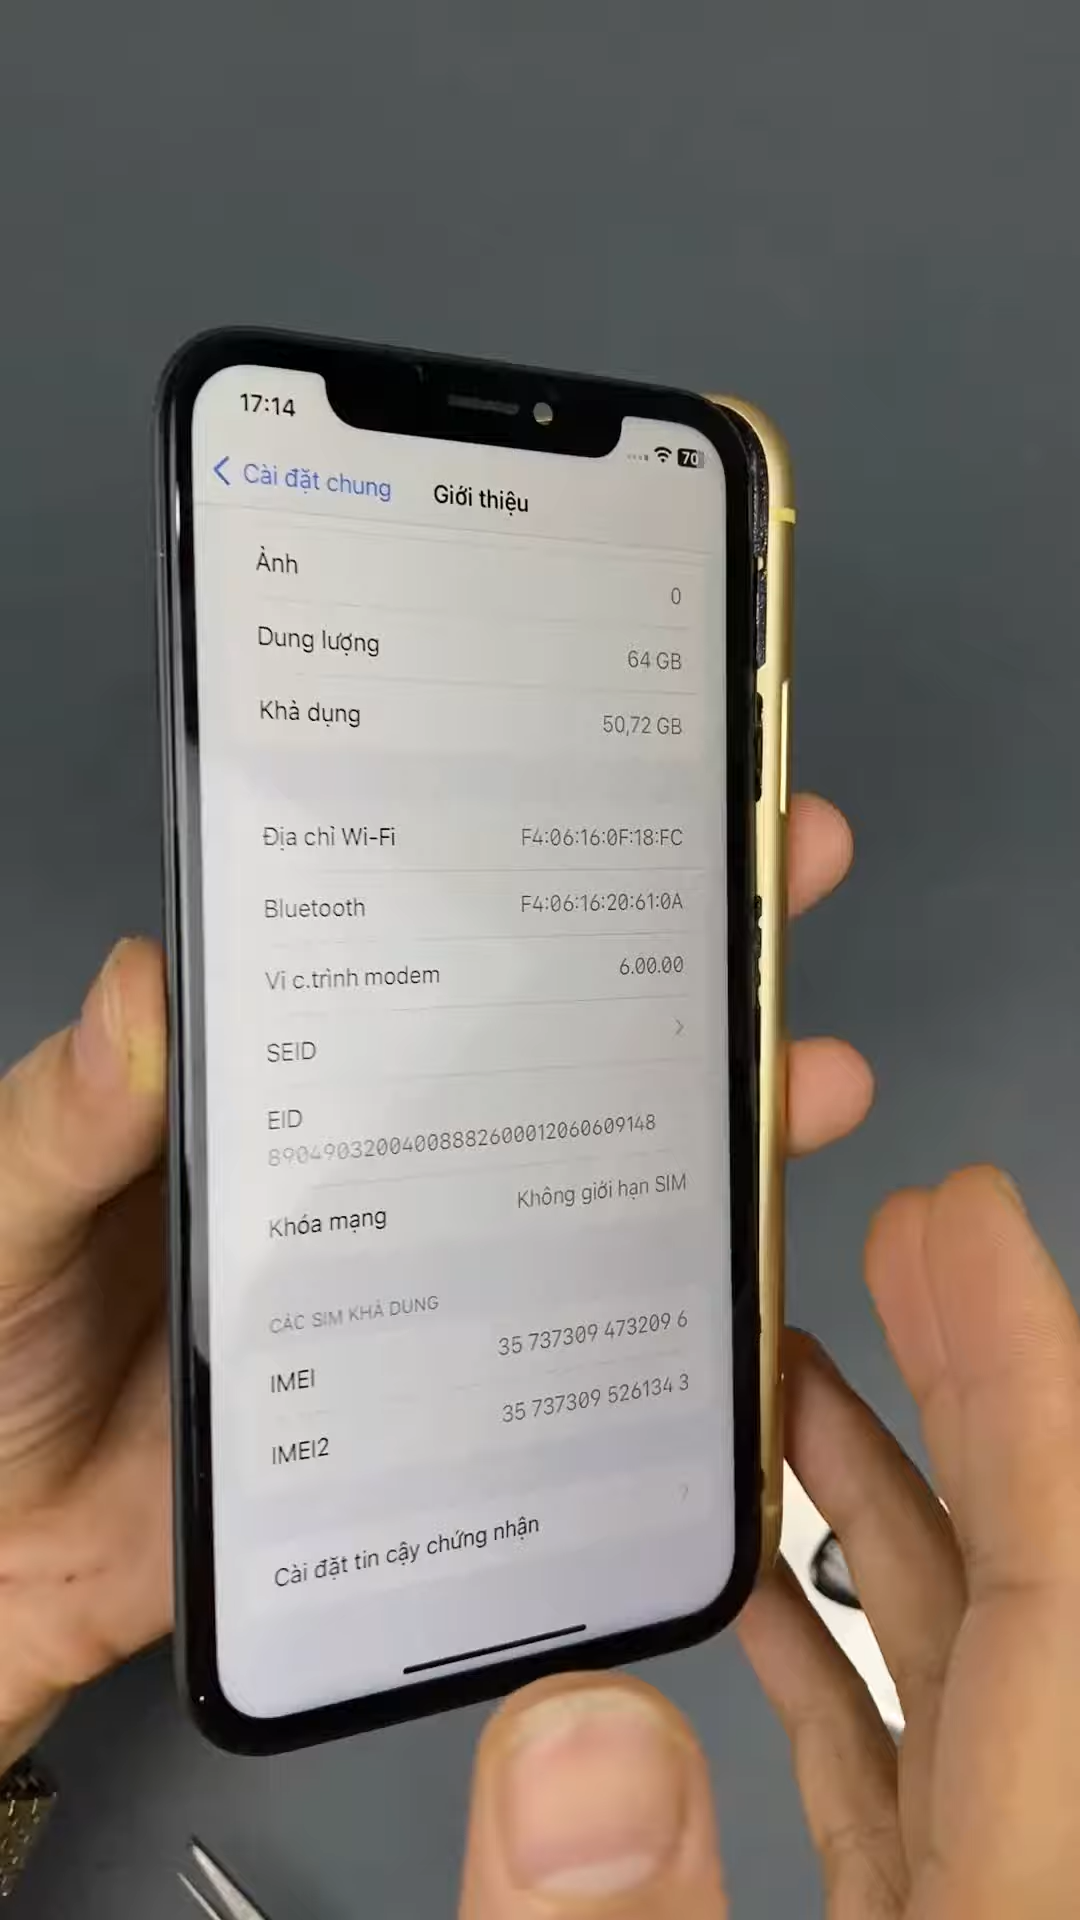 17:14
70
Cài đặt chung
Giới thiệu
Ảnh 0
Dung lượng 64 GB
Khả dụng 50,72 GB
Địa chỉ Wi-Fi F4:06:16:0F:18:FC
Bluetooth F4:06:16:20:61:0A
Vi c.trình modem 6.00.00
SEID
EID
89049032004008882600012060609148
Khóa mạng Không giới hạn SIM
CÁC SIM KHẢ DỤNG
IMEI 35 737309 473209 6
IMEI2 35 737309 526134 3
Cài đặt tin cậy chứng nhận